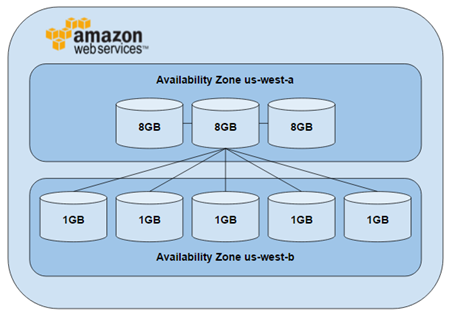 amazon
webservices™
Availability Zone us-west-a
8GB 8GB 8GB
1GB 1GB 1GB 1GB 1GB
Availability Zone us-west-b